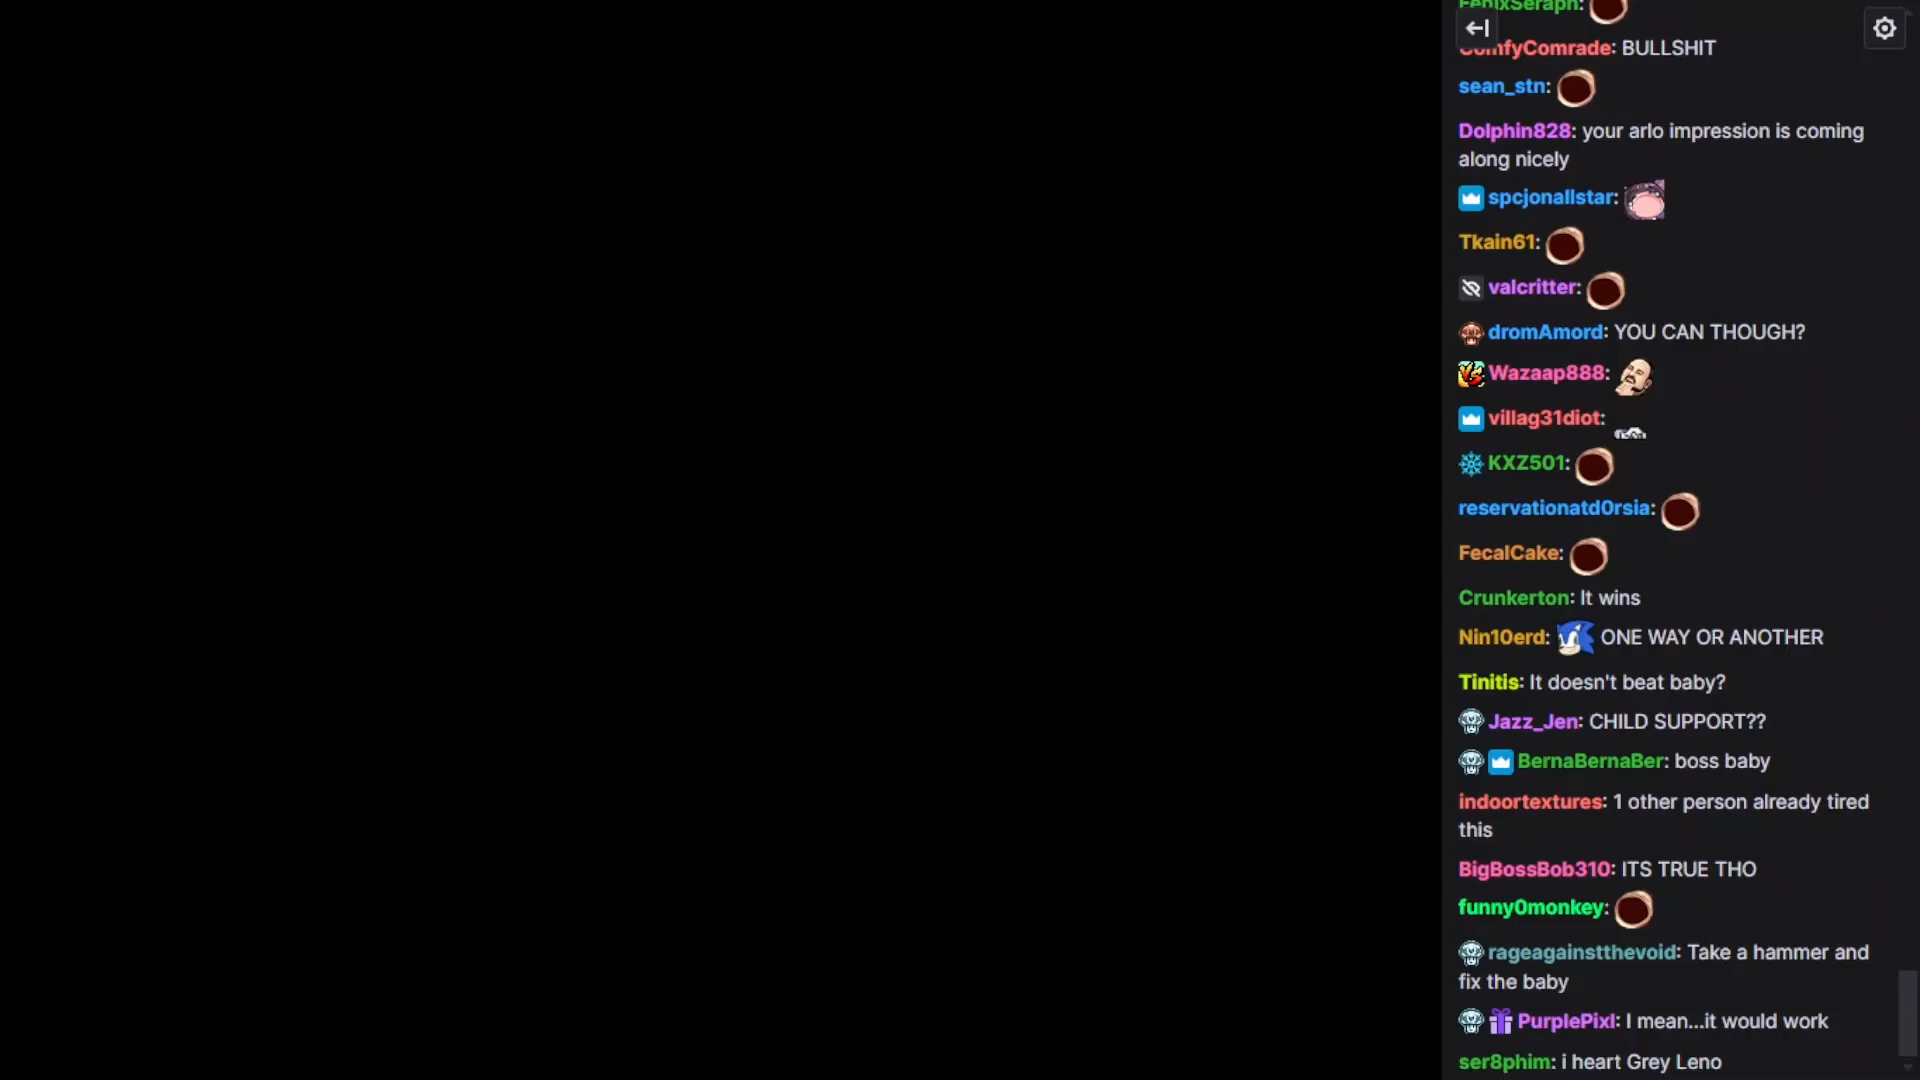 FenixSeraph:
ComfyComrade: BULLSHIT
sean_stn:
Dolphin828: your arlo impression is coming
along nicely
spcjonallstar:
Tkain61:
valcritter:
dromAmord: YOU CAN THOUGH?
Wazaap888:
villag31diot:
KXZ501:
reservationatd0rsia:
FecalCake:
Crunkerton: It wins
Nin10erd: ONE WAY OR ANOTHER
Tinitis: It doesn't beat baby?
Jazz_Jen: CHILD SUPPORT??
BernaBernaBer: boss baby
indoortextures: 1 other person already tired
this
BigBossBob310: ITS TRUE THO
funny0monkey:
rageagainstthevoid: Take a hammer and
fix the baby
PurplePixl: I mean...it would work
ser8phim: i heart Grey Leno